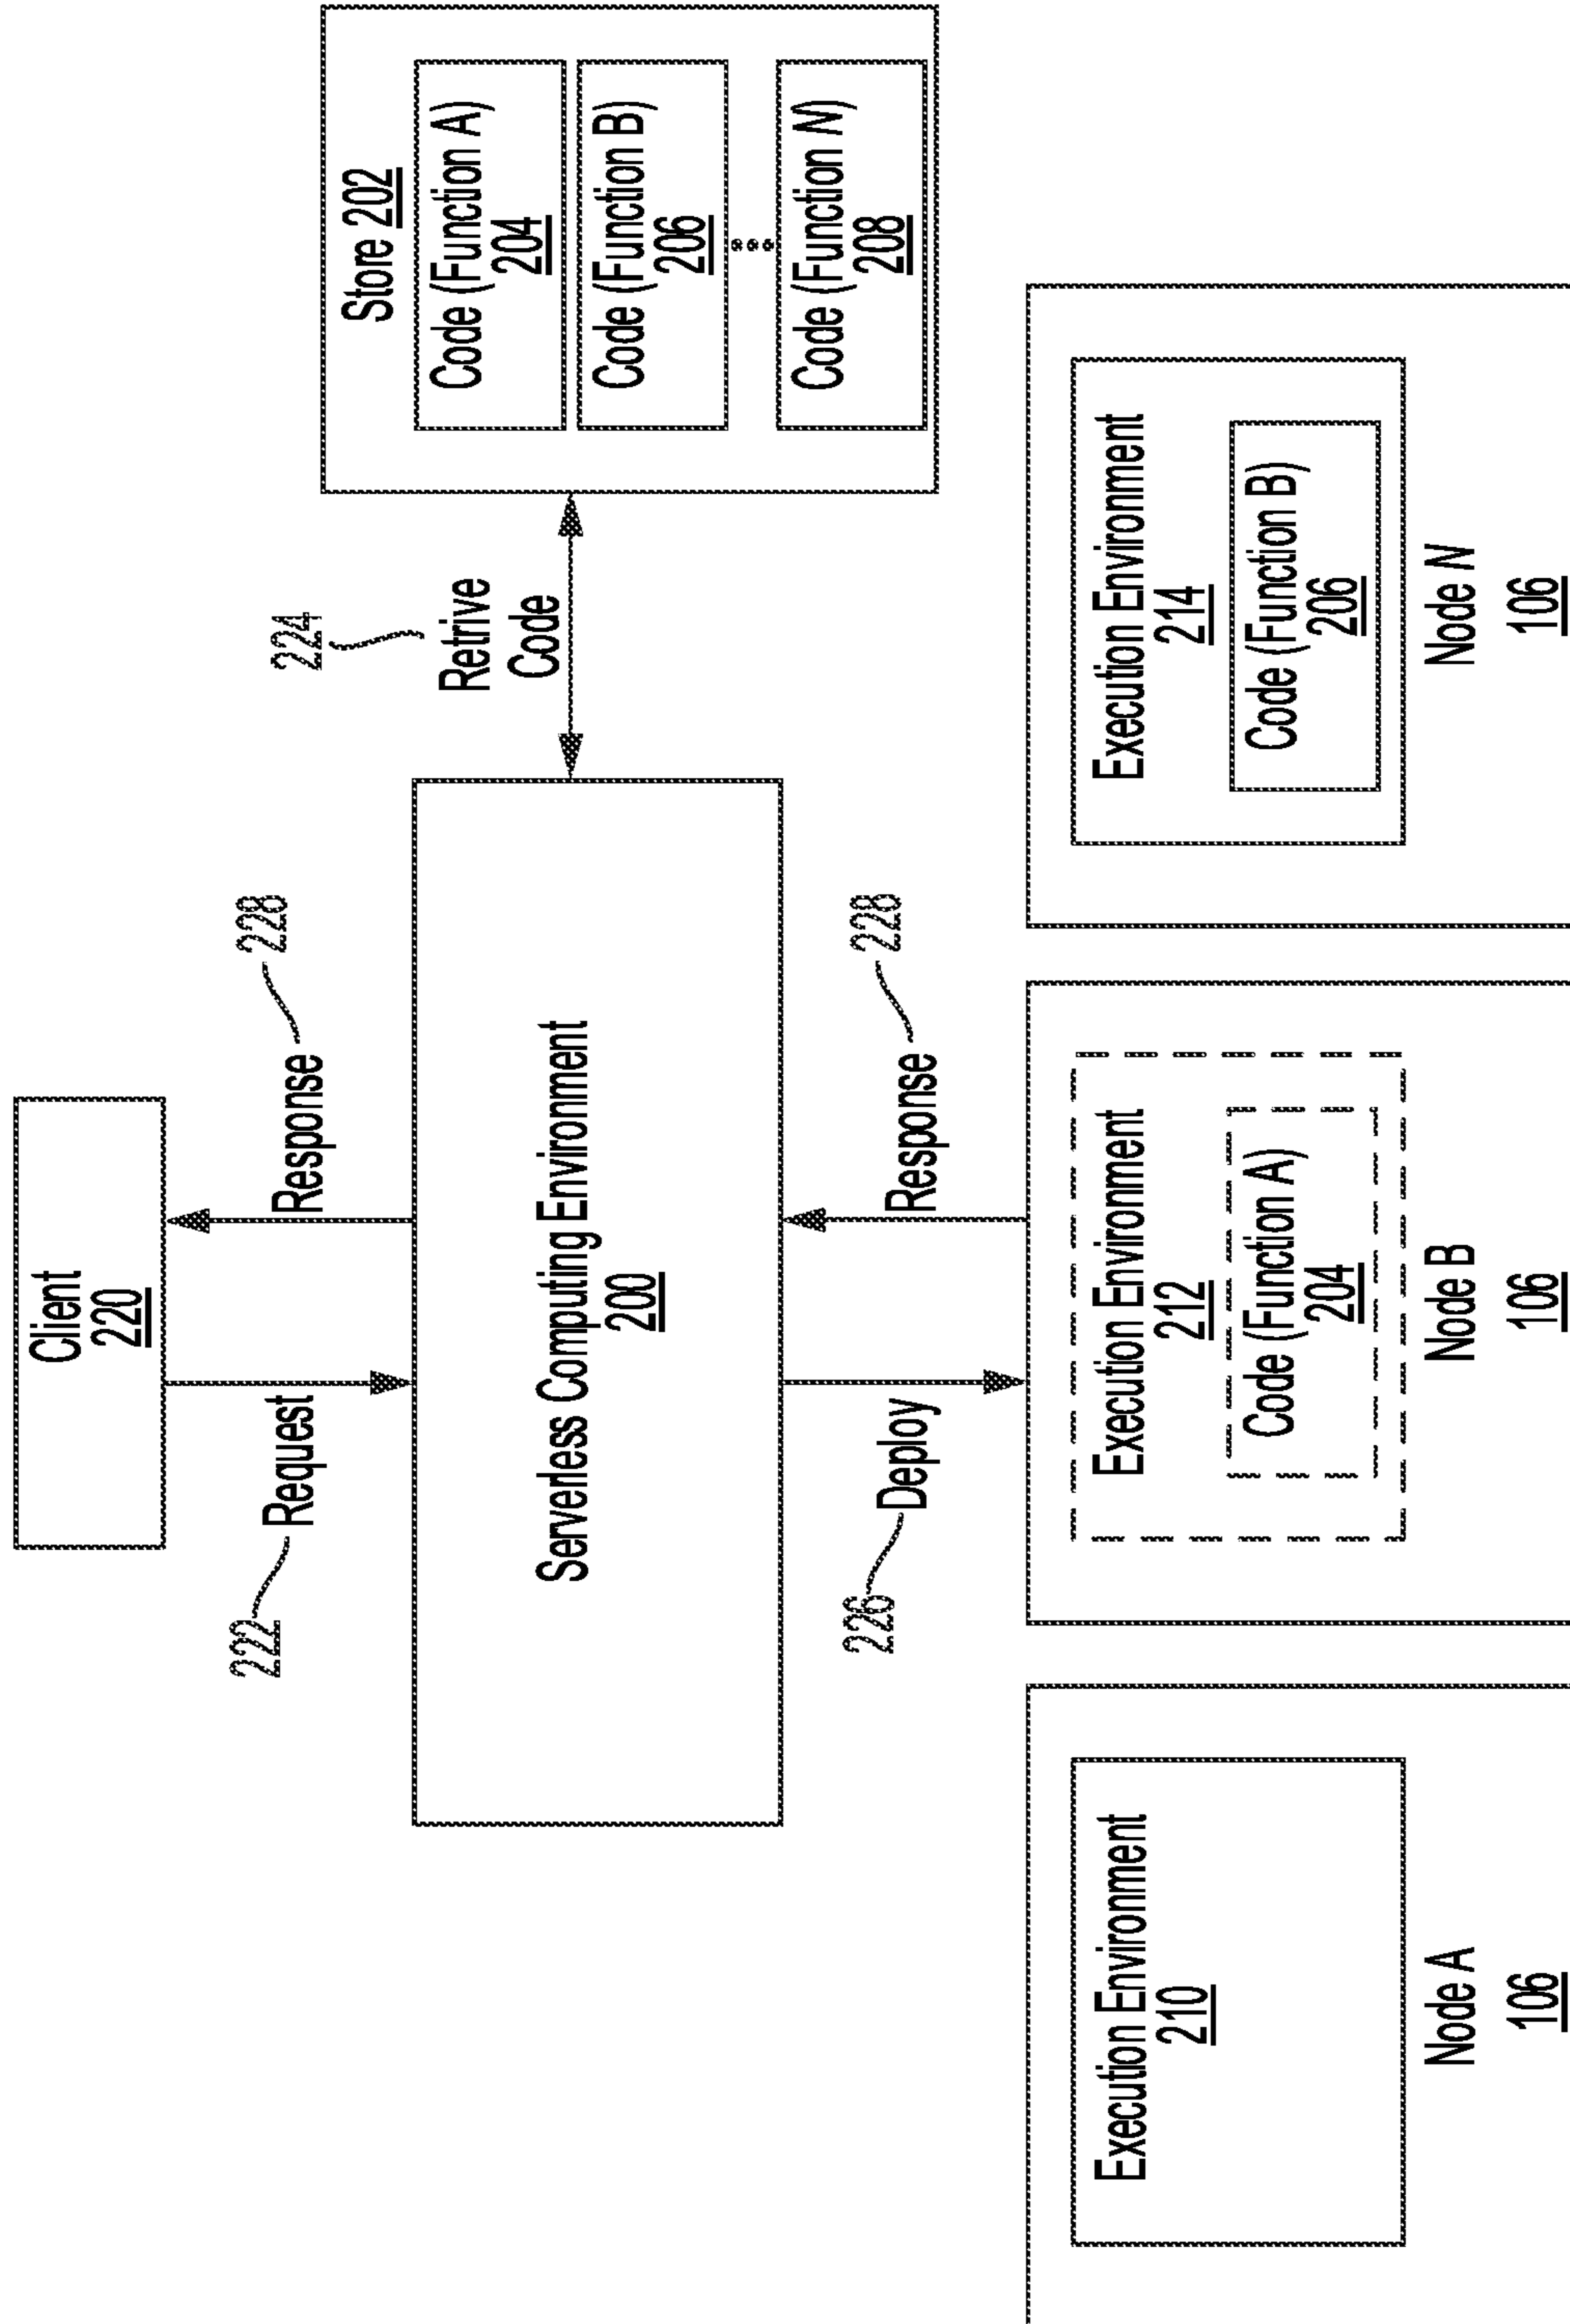 Client
220
222
Request
Response
228
Serverless Computing Environment
200
224
Retrive
Code
Store 202
Code (Function A)
204
Code (Function B)
206
Code (Function N)
208
226
Deploy
Response
228
Execution Environment
210
Node A
106
Execution Environment
212
Code (Function A)
204
Node B
106
Execution Environment
214
Code (Function B)
206
Node N
106